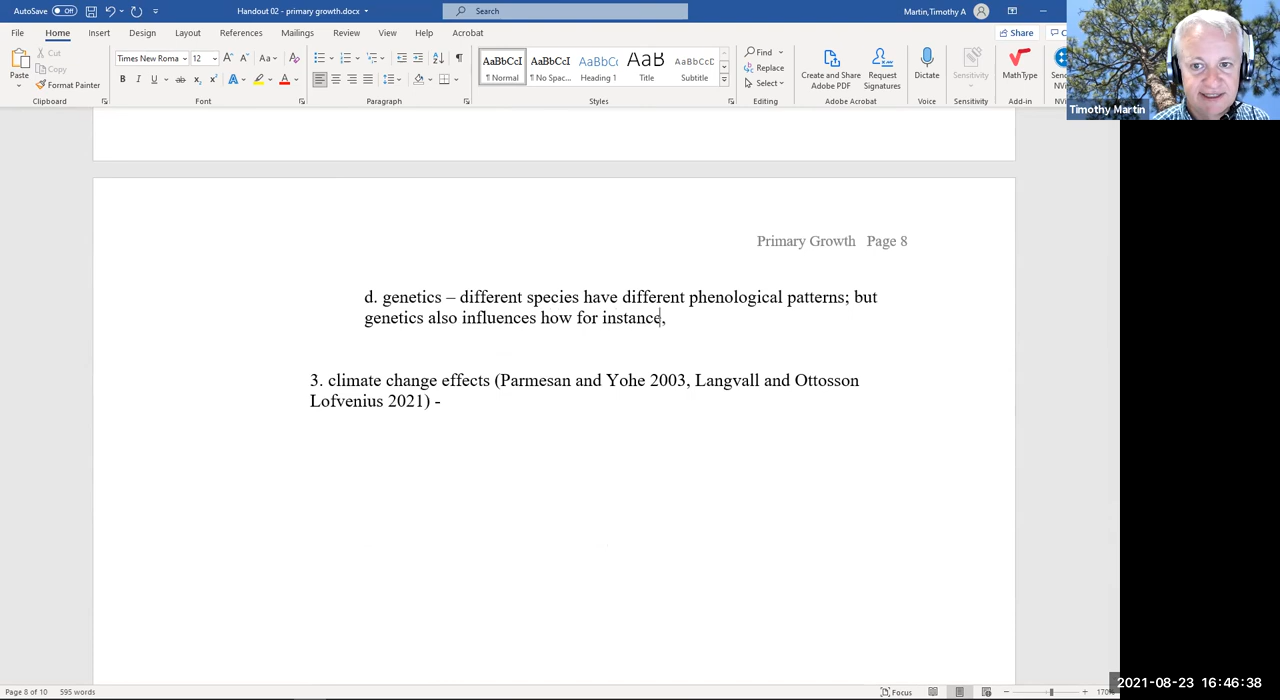 AutoSave Off Handout 02 - primary growth.docx Search Martin,Timothy A
File Home Insert Design Layout References Mailings Review View Help Acrobat Share
Paste Cut Copy Format Painter Clipboard
Times New Roma 12 Aa Font
Paragraph
AaBbCcI ¶ Normal AaBbCcI ¶ No Spac... AaBbC Heading 1 AaB Title AaBbCcD Subtitle Styles
Find Replace Select Editing
Create and Share Adobe PDF Request Signatures Adobe Acrobat
Dictate Voice
Sensitivity Sensitivity
MathType Add-in
Timothy Martin
Primary Growth Page 8
d. genetics – different species have different phenological patterns; but
genetics also influences how for instance,
3. climate change effects (Parmesan and Yohe 2003, Langvall and Ottosson
Lofvenius 2021) -
Page 8 of 10 595 words Focus
2021-08-23 16:46:38